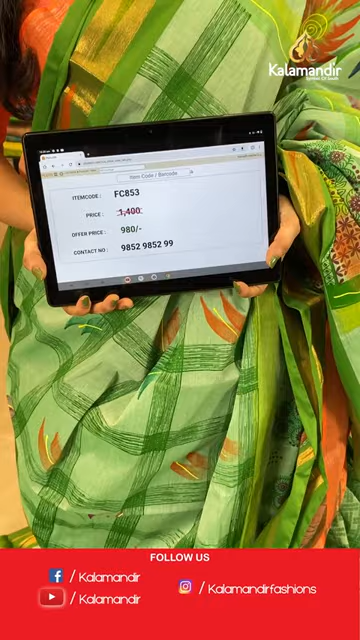 Kalamandir
Item Code / Barcode
ITEMCODE : FC853
PRICE : 1,400
OFFER PRICE : 980/-
CONTACT NO : 9852 9852 99
FOLLOW US
/ Kalamandir
/ Kalamandirfashions
/ Kalamandir